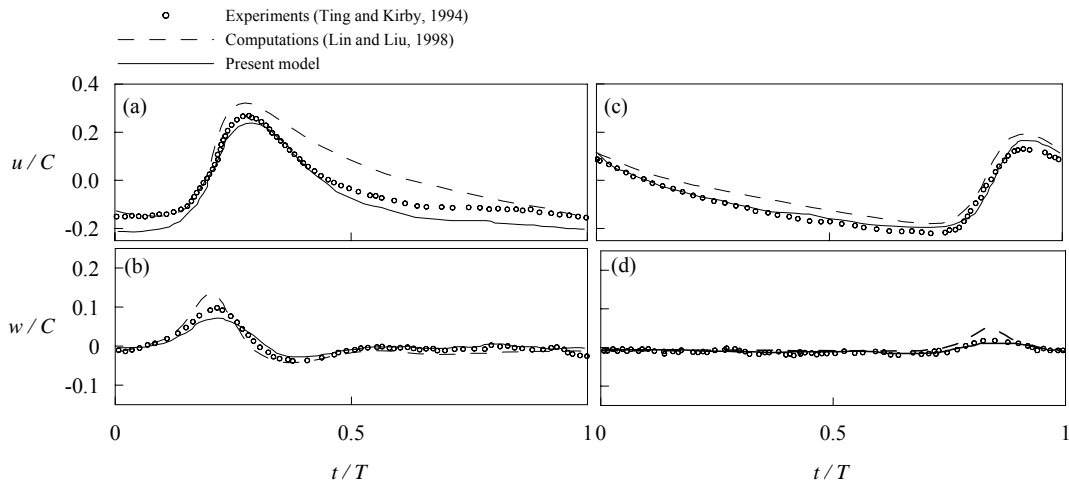 Experiments (Ting and Kirby, 1994)
Computations (Lin and Liu, 1998)
Present model
0.4
(a)
(c)
0.2
u / C
0.0
-0.2
(b)
(d)
0.2
0.1
w / C
0
-0.1
0 0.5 1 0 0.5 1
t / T t / T